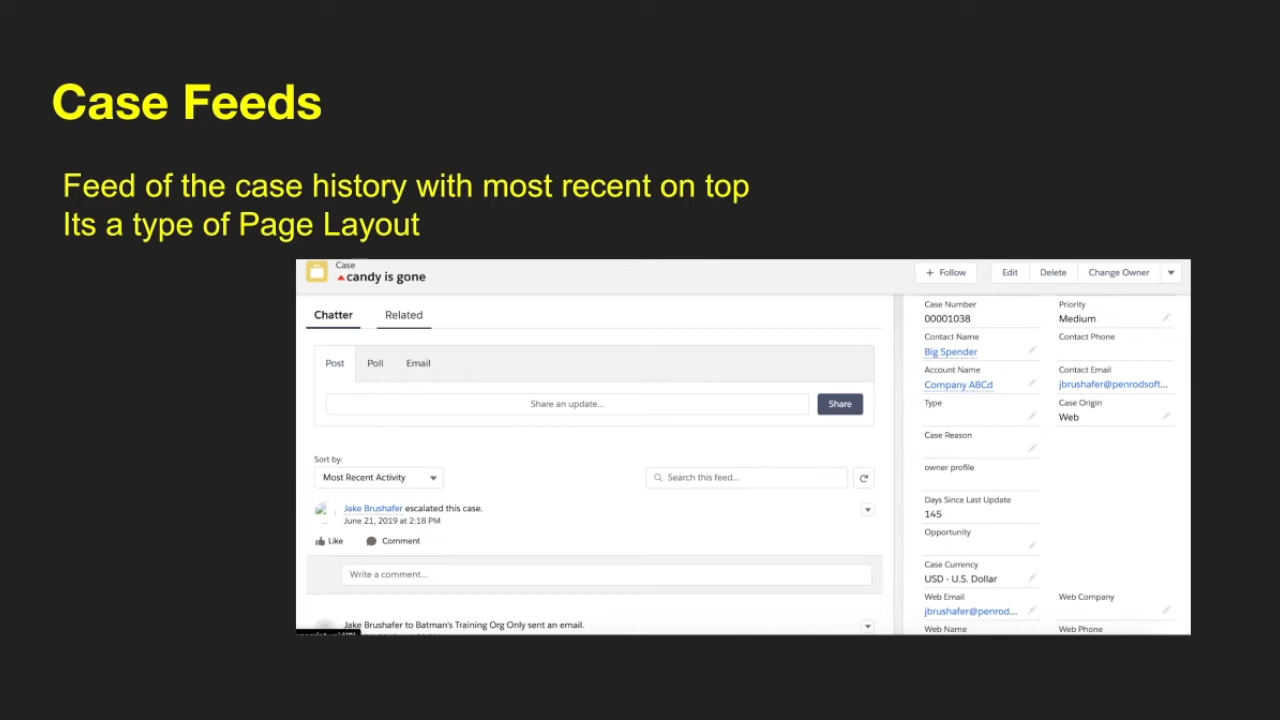 Case Feeds
Feed of the case history with most recent on top
Its a type of Page Layout
Case
candy is gone
+ Follow
Edit
Delete
Change Owner
Chatter
Related
Post
Poll
Email
Share an update...
Share
Sort by:
Most Recent Activity
Search this feed...
Jake Brushafer escalated this case.
June 21, 2019 at 2:18 PM
Like
Comment
Write a comment...
Jake Brushafer to Batman's Training Org Only sent an email.
Case Number
00001038
Priority
Medium
Contact Name
Big Spender
Contact Phone
Account Name
Company ABCd
Contact Email
jbrushafer@penrodsoft...
Type
Case Origin
Web
Case Reason
owner profile
Days Since Last Update
145
Opportunity
Case Currency
USD - U.S. Dollar
Web Email
jbrushafer@penrod...
Web Company
Web Name
Web Phone